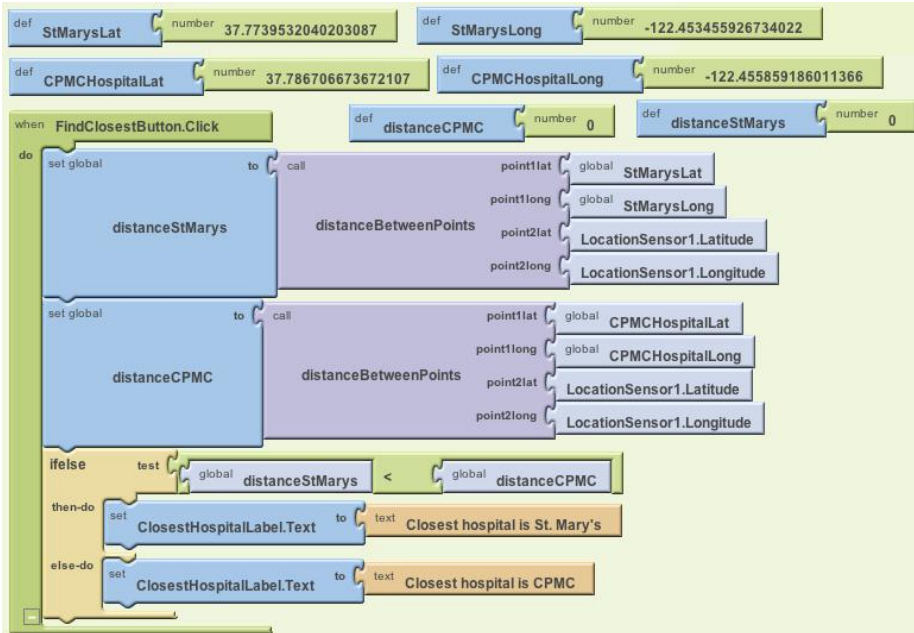 def StMarysLat number 37.7739532040203087 def StMarysLong number -122.453455926734022
def CPMCHospitalLat number 37.786706673672107 def CPMCHospitalLong number -122.455859186011366
when FindClosestButton.Click def distanceCPMC number 0 def distanceStMarys number 0
do
set global distanceStMarys to call distanceBetweenPoints point1lat global StMarysLat
point1long global StMarysLong
point2lat LocationSensor1.Latitude
point2long LocationSensor1.Longitude
set global distanceCPMC to call distanceBetweenPoints point1lat global CPMCHospitalLat
point1long global CPMCHospitalLong
point2lat LocationSensor1.Latitude
point2long LocationSensor1.Longitude
ifelse test global distanceStMarys < global distanceCPMC
then-do set ClosestHospitalLabel.Text to text Closest hospital is St. Mary's
else-do set ClosestHospitalLabel.Text to text Closest hospital is CPMC